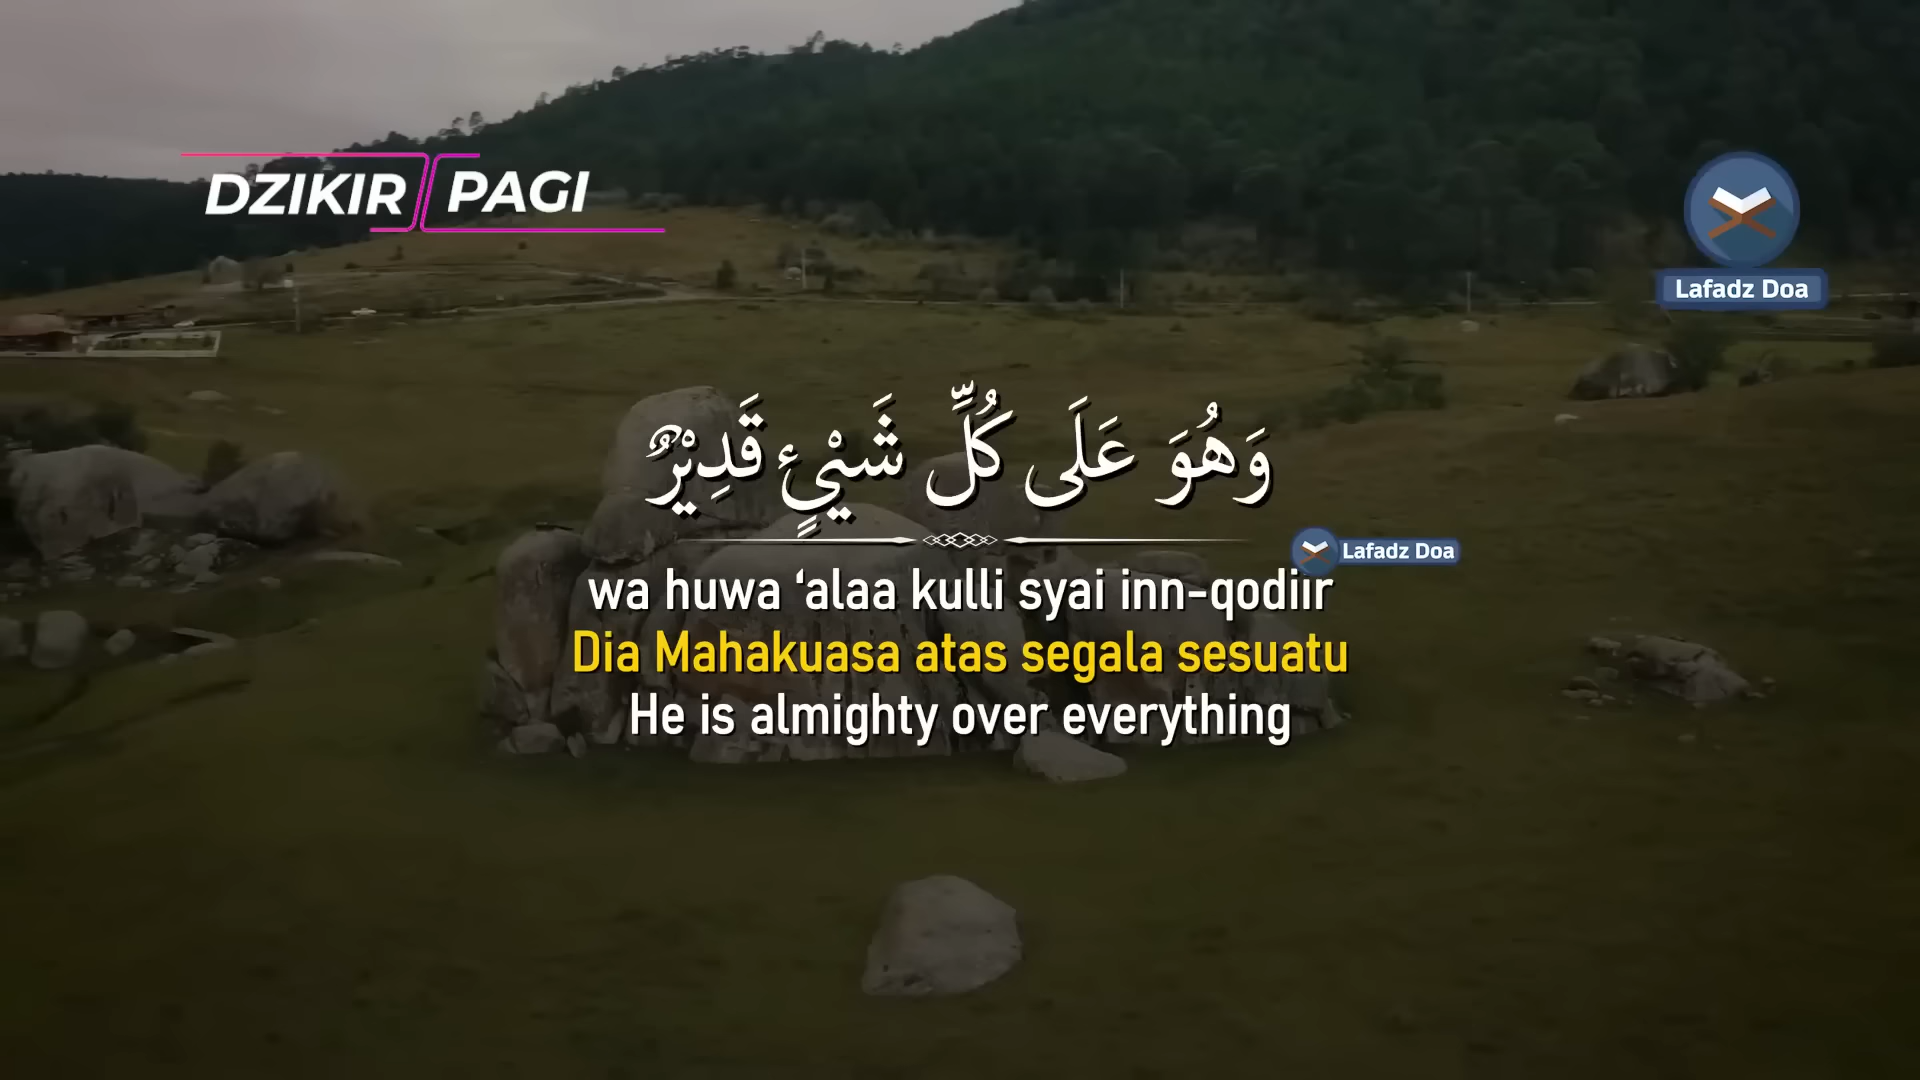 DZIKIR PAGI
Lafadz Doa
وَهُوَ عَلَى كُلِّ شَيْءٍ قَدِيْرٌ
Lafadz Doa
wa huwa ‘alaa kulli syai inn-qodiir
Dia Mahakuasa atas segala sesuatu
He is almighty over everything